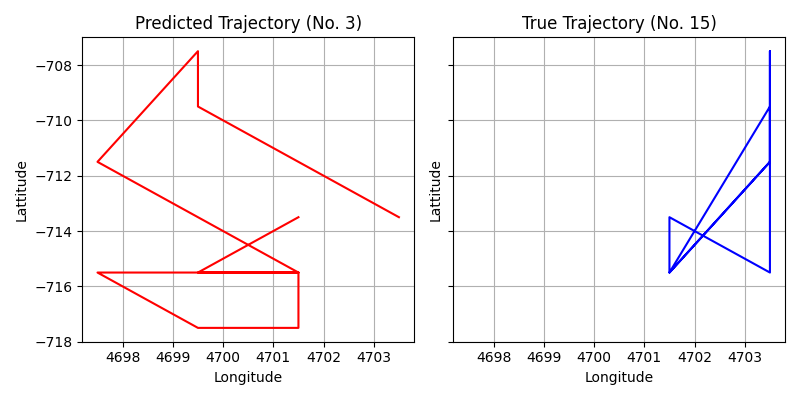 Predicted Trajectory (No. 3)
True Trajectory (No. 15)
−708
−710
−712
−714
−716
−718
Lattitude
Lattitude
4698 4699 4700 4701 4702 4703
4698 4699 4700 4701 4702 4703
Longitude
Longitude